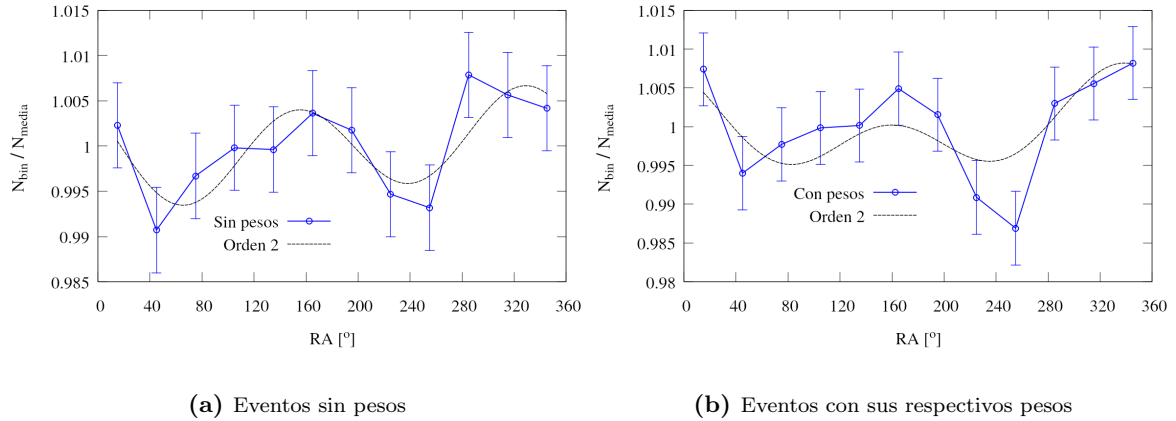 1.015
1.01
1.005
1
0.995
0.99
0.985
N_bin / N_media
Sin pesos
Orden 2
0 40 80 120 160 200 240 280 320 360
RA [º]
(a) Eventos sin pesos
1.015
1.01
1.005
1
0.995
0.99
0.985
0.98
N_bin / N_media
Con pesos
Orden 2
0 40 80 120 160 200 240 280 320 360
RA [º]
(b) Eventos con sus respectivos pesos